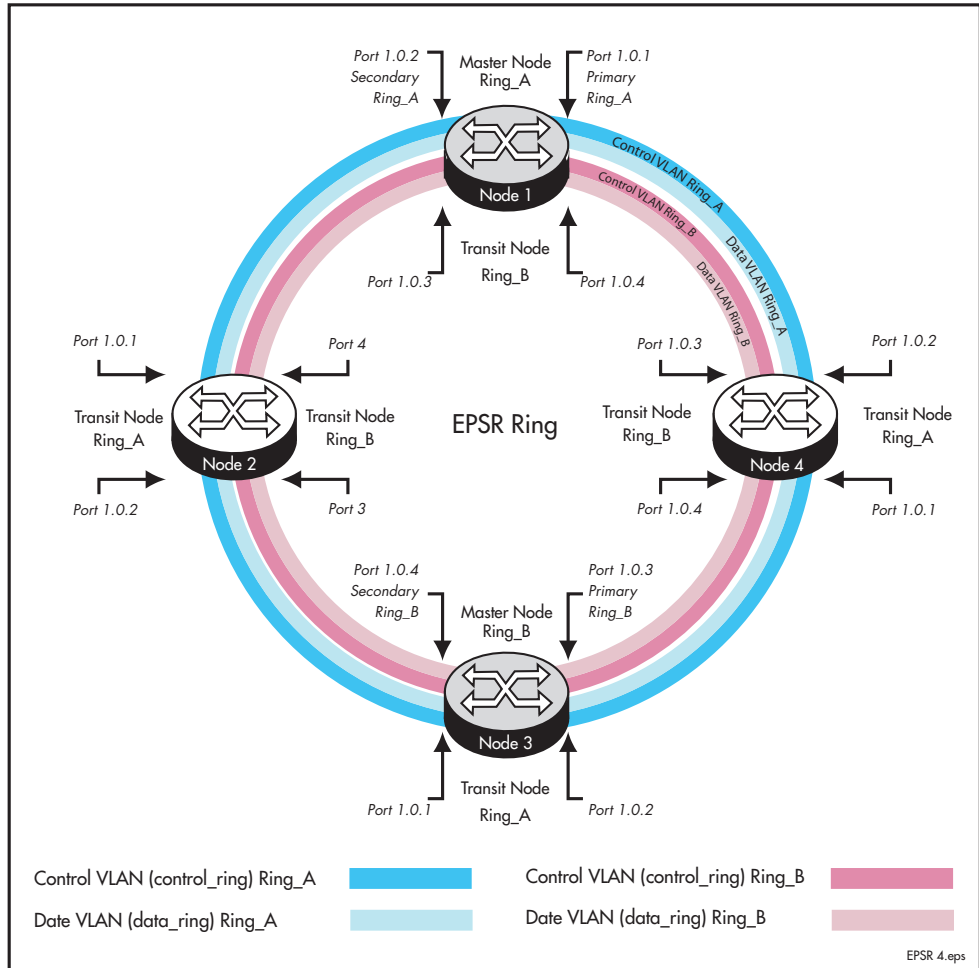 Port 1.0.2
Secondary
Ring_A
Master Node
Ring_A
Port 1.0.1
Primary
Ring_A
Control VLAN Ring_A
Data VLAN Ring_A
Control VLAN Ring_B
Data VLAN Ring_B
Node 1
Port 1.0.3
Transit Node
Ring_B
Port 1.0.4
Port 1.0.1
Port 4
Transit Node
Ring_A
Node 2
Transit Node
Ring_B
Port 1.0.2
Port 3
EPSR Ring
Port 1.0.3
Port 1.0.2
Transit Node
Ring_B
Node 4
Transit Node
Ring_A
Port 1.0.4
Port 1.0.1
Port 1.0.4
Secondary
Ring_B
Master Node
Ring_B
Port 1.0.3
Primary
Ring_B
Node 3
Port 1.0.1
Transit Node
Ring_A
Port 1.0.2
Control VLAN (control_ring) Ring_A
Control VLAN (control_ring) Ring_B
Date VLAN (data_ring) Ring_A
Date VLAN (data_ring) Ring_B
EPSR 4.eps